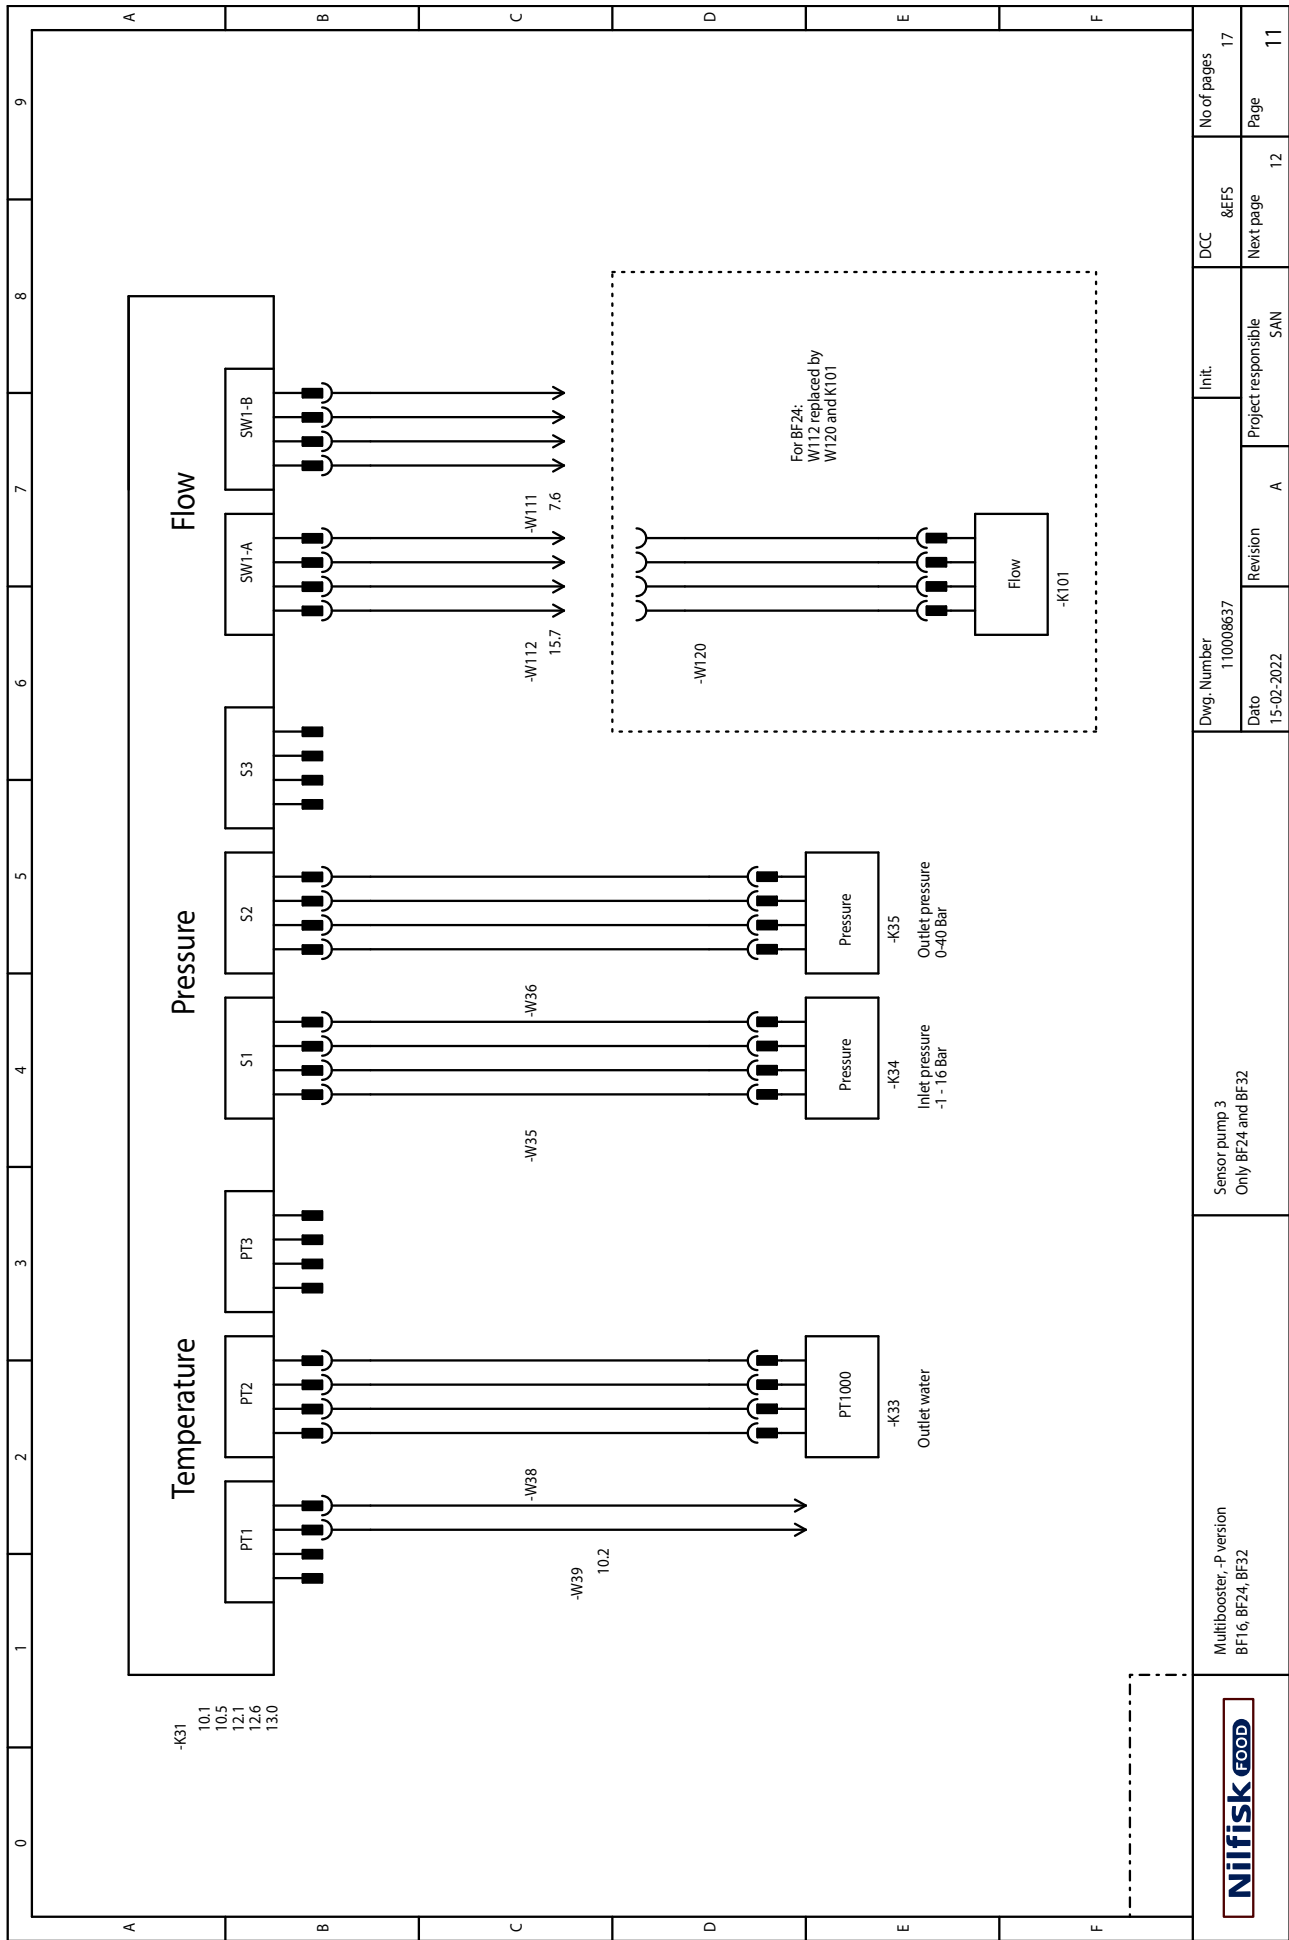 0 1 2 3 4 5 6 7 8 9
A
B
C
D
E
F
A
B
C
D
E
F
-K31
10.1
10.5
12.1
12.6
13.0
Temperature
Pressure
Flow
PT1
PT2
PT3
S1
S2
S3
SW1-A
SW1-B
-W39
10.2
-W38
-W35
-W36
-W112
15.7
-W111
7.6
-W120
For BF24:
W112 replaced by
W120 and K101
PT1000
-K33
Outlet water
Pressure
-K34
Inlet pressure
-1 - 16 Bar
Pressure
-K35
Outlet pressure
0-40 Bar
Flow
-K101
Nilfisk FOOD
Multibooster, -P version
BF16, BF24, BF32
Sensor pump 3
Only BF24 and BF32
Dwg. Number
110008637
Init.
DCC
&EFS
No of pages
17
Dato
15-02-2022
Revision
A
Project responsible
SAN
Next page
12
Page
11